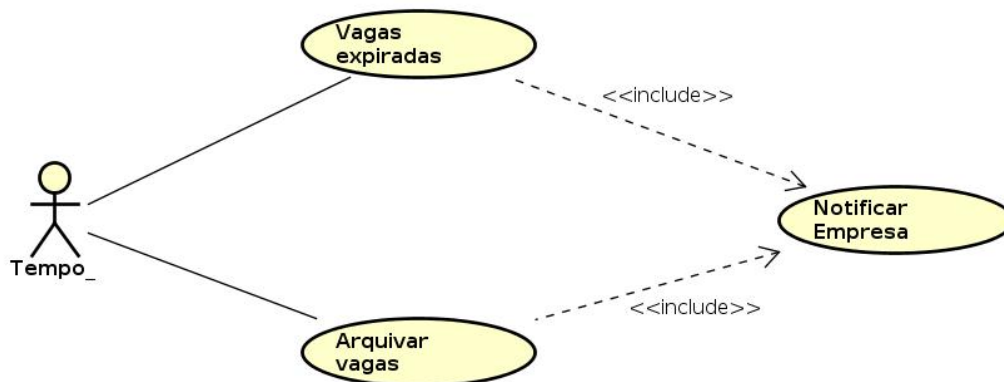 Vagas
expiradas
<<include>>
Notificar
Empresa
Tempo_
<<include>>
Arquivar
vagas